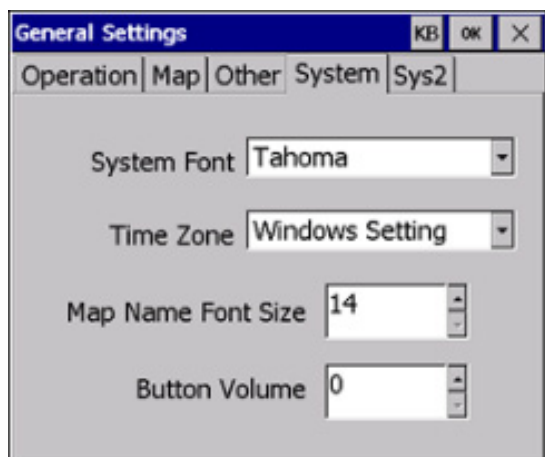 General Settings KB OK ×
Operation Map Other System Sys2
System Font Tahoma
Time Zone Windows Setting
Map Name Font Size 14
Button Volume 0